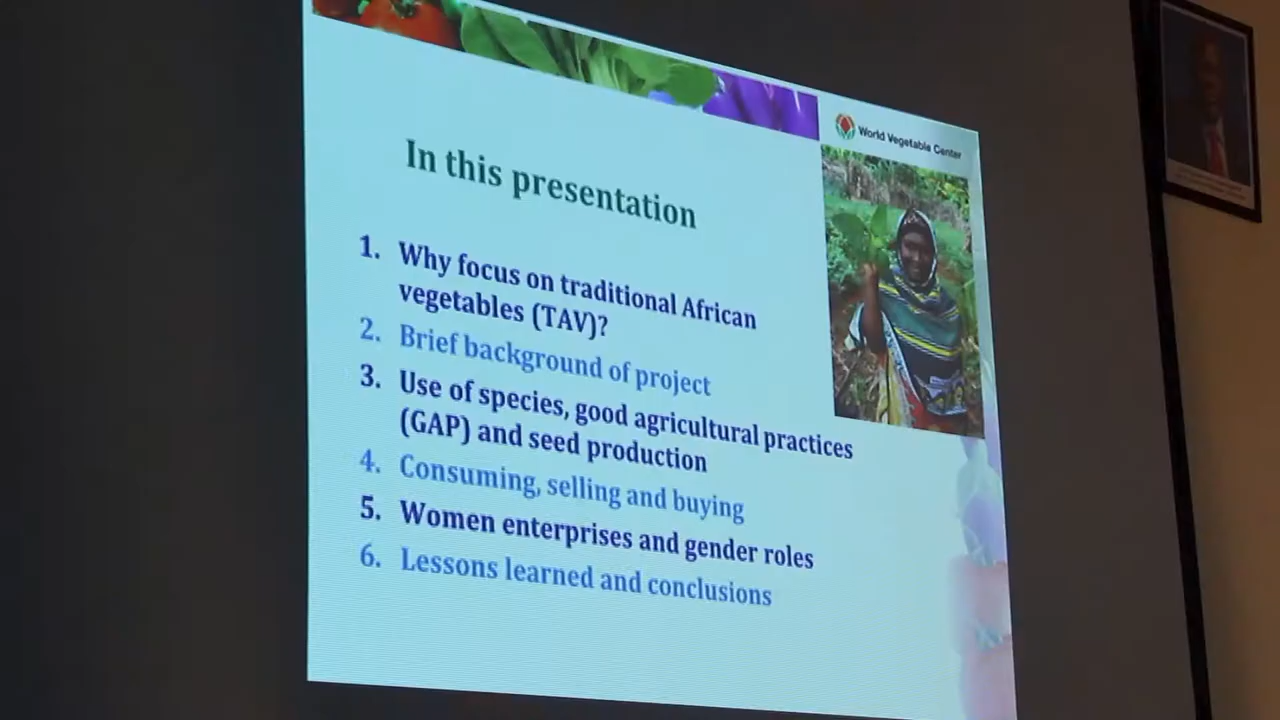 World Vegetable Center
In this presentation
1. Why focus on traditional African
vegetables (TAV)?
2. Brief background of project
3. Use of species, good agricultural practices
(GAP) and seed production
4. Consuming, selling and buying
5. Women enterprises and gender roles
6. Lessons learned and conclusions